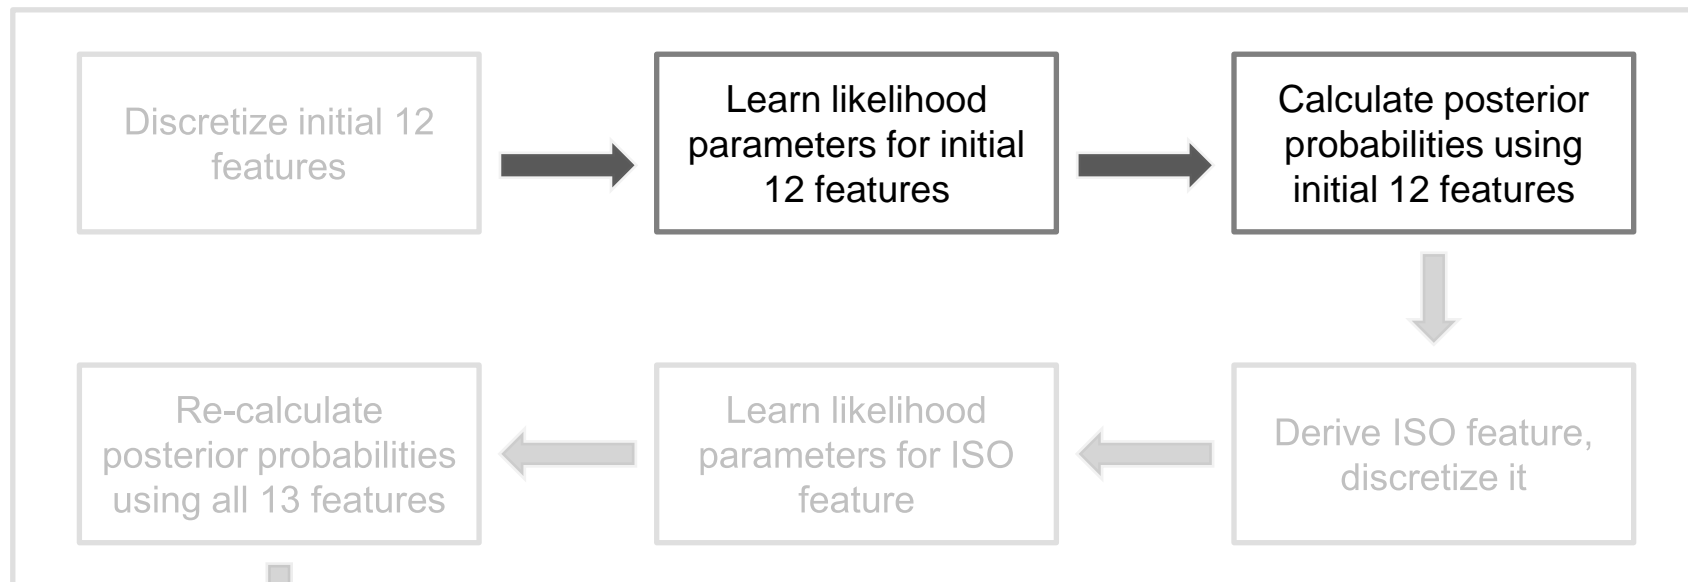 Discretize initial 12
features
Learn likelihood
parameters for initial
12 features
Calculate posterior
probabilities using
initial 12 features
Derive ISO feature,
discretize it
Learn likelihood
parameters for ISO
feature
Re-calculate
posterior probabilities
using all 13 features